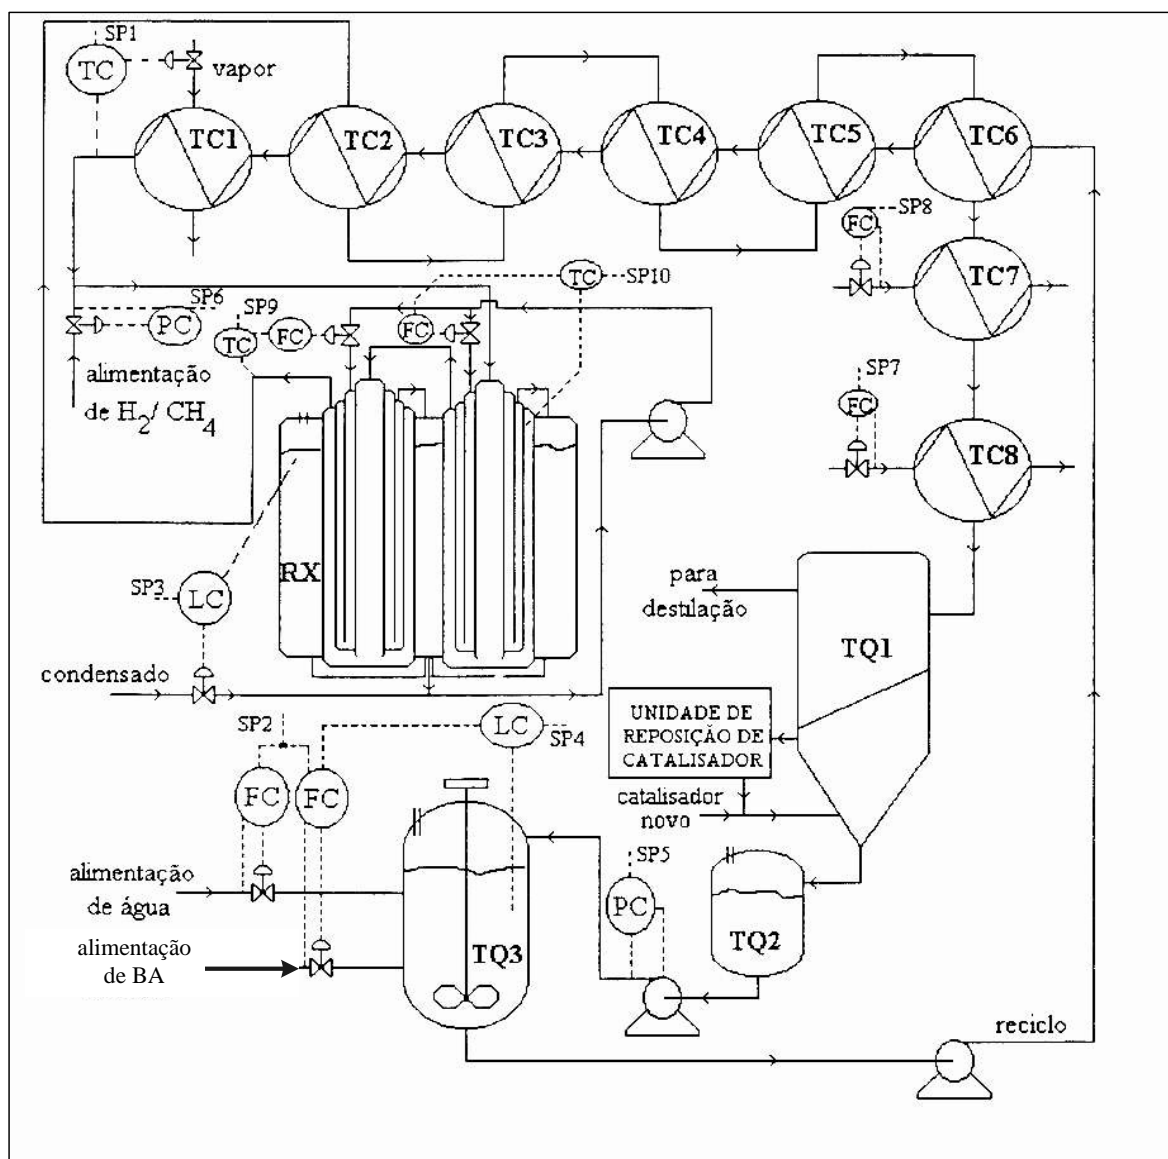 SP1
TC
vapor
TC1
TC2
TC3
TC4
TC5
TC6
FC
SP8
TC7
TC
SP10
SP6
SP9
PC
FC
FC
TC
alimentação
de H2/ CH4
SP7
FC
TC8
RX
SP3
LC
para
destilação
TQ1
condensado
SP2
LC
SP4
UNIDADE DE
REPOSIÇÃO DE
CATALISADOR
FC
FC
catalisador
novo
SP5
alimentação
de água
PC
TQ2
TQ3
alimentação
de BA
reciclo